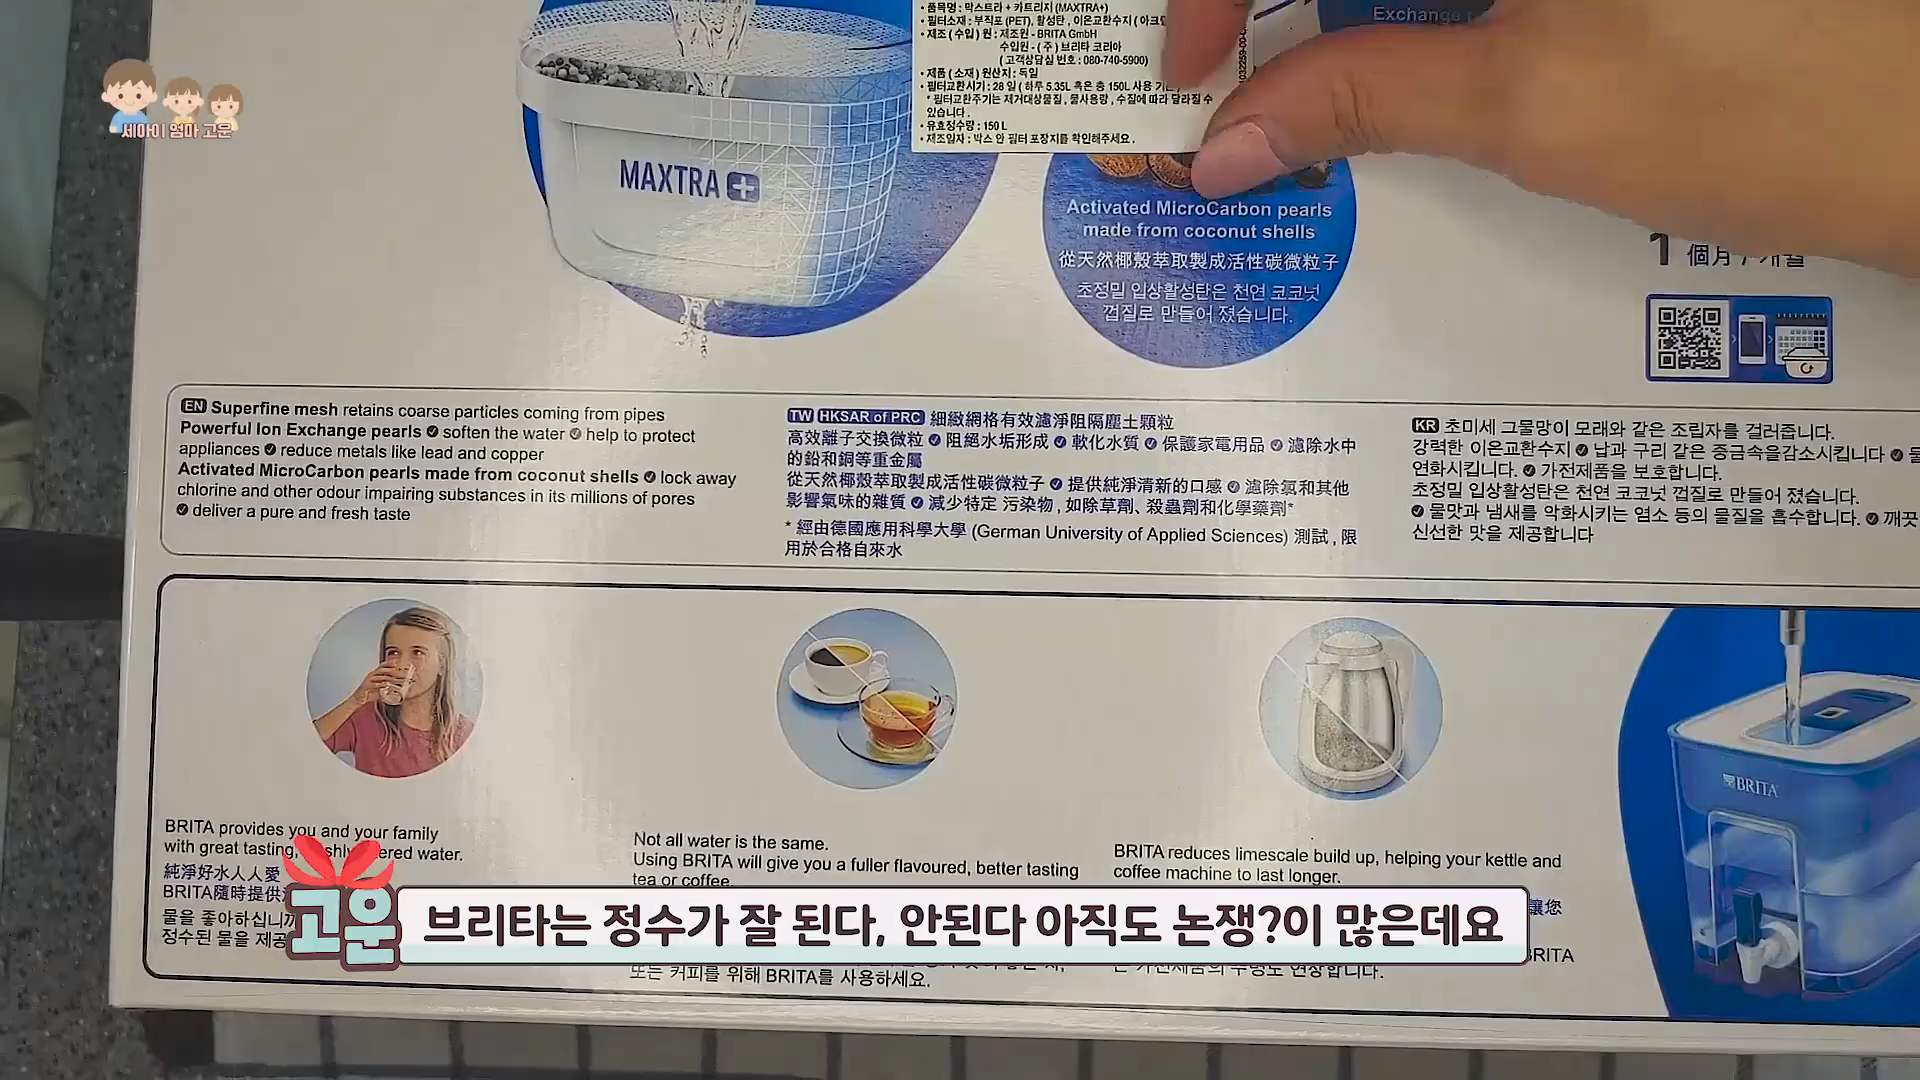 • 품목명 : 막스트라 + 카트리지 (MAXTRA+)
• 필터소재 : 부직포 (PET), 활성탄 , 이온교환수지
• 제조 ( 수입 ) 원 : 제조원 - BRITA GmbH
수입원 - ( 주 ) 브리타 코리아
( 고객상담실 번호 : 080-740-5900)
• 제품 ( 소재 ) 원산지 : 독일
• 필터교환시기 : 28 일 ( 하루 5.35L 혹은 총 150L 사용
* 필터교환주기는 제거대상물질 , 물사용량 , 수질에 따라 달라질 수
있습니다 .
• 유효정수량 : 150 L
• 제조일자 : 박스 안 필터 포장지를 확인해주세요 .
Exchange
세아이 엄마 고운
MAXTRA+
Activated MicroCarbon pearls
made from coconut shells
從天然椰殼萃取製成活性碳微粒子
초정밀 입상활성탄은 천연 코코넛
껍질로 만들어 졌습니다.
1 個月 / 개월
EN Superfine mesh retains coarse particles coming from pipes
Powerful Ion Exchange pearls soften the water help to protect
appliances reduce metals like lead and copper
Activated MicroCarbon pearls made from coconut shells lock away
chlorine and other odour impairing substances in its millions of pores
deliver a pure and fresh taste
TW HKSAR of PRC 細緻網格有效濾淨阻隔塵土顆粒
高效離子交換微粒 阻絕水垢形成 軟化水質 保護家電用品 濾除水中
的鉛和銅等重金屬
從天然椰殼萃取製成活性碳微粒子 提供純淨清新的口感 濾除氯和其他
影響氣味的雜質 減少特定 污染物 , 如除草劑、殺蟲劑和化學藥劑*
* 經由德國應用科學大學 (German University of Applied Sciences) 測試 , 限
用於合格自來水
KR 초미세 그물망이 모래와 같은 조립자를 걸러줍니다.
강력한 이온교환수지 납과 구리 같은 중금속을감소시킵니다
연화시킵니다. 가전제품을 보호합니다.
초정밀 입상활성탄은 천연 코코넛 껍질로 만들어 졌습니다.
물맛과 냄새를 악화시키는 염소 등의 물질을 흡수합니다. 깨끗
신선한 맛을 제공합니다
BRITA
BRITA provides you and your family
with great tasting, water.
純淨好水人人愛
BRITA隨時提供
물을 좋아하십니까
정수된 물을 제공
Not all water is the same.
Using BRITA will give you a fuller flavoured, better tasting
tea or coffee.
또는 커피를 위해 BRITA를 사용하세요.
BRITA reduces limescale build up, helping your kettle and
coffee machine to last longer.
讓您
BRITA
가전제품의 수명도 연장합니다.
고운
브리타는 정수가 잘 된다, 안된다 아직도 논쟁?이 많은데요